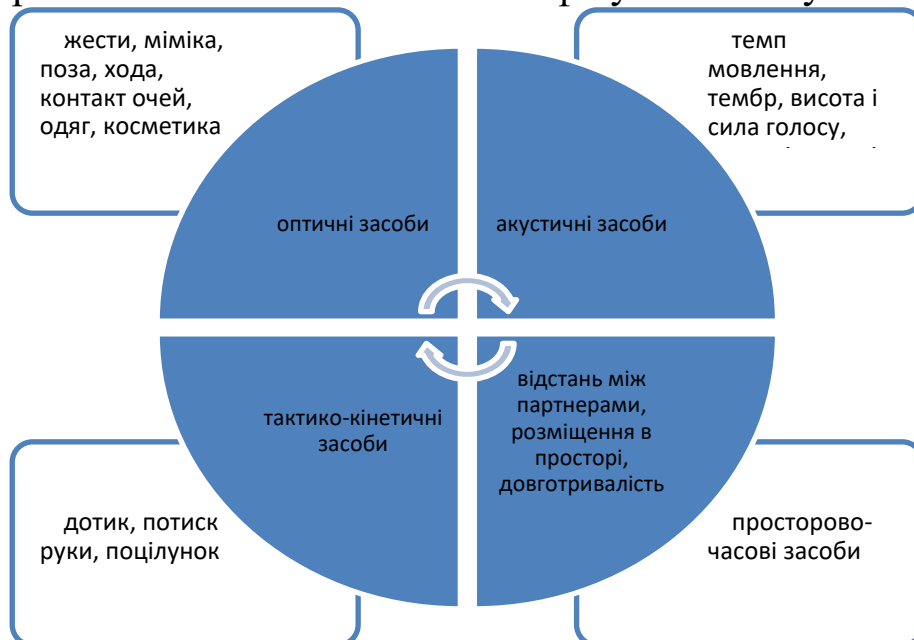 жести, міміка,
поза, хода,
контакт очей,
одяг, косметика
темп
мовлення,
тембр, висота і
сила голосу,
оптичні засоби
акустичні засоби
тактико-кінетичні
засоби
відстань між
партнерами,
розміщення в
просторі,
довготривалість
дотик, потиск
руки, поцілунок
просторово-
часові засоби